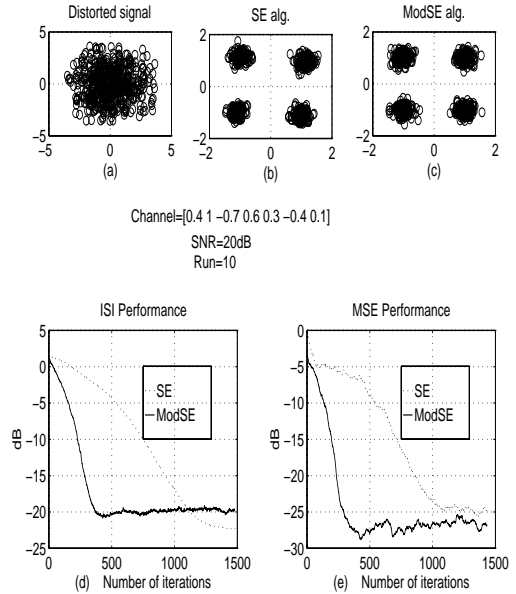 Distorted signal
SE alg.
ModSE alg.
5
0
−5
−5 0 5
(a)
2
0
−2
−2 0 2
(b)
2
0
−2
−2 0 2
(c)
Channel=[0.4 1 −0.7 0.6 0.3 −0.4 0.1]
SNR=20dB
Run=10
ISI Performance
5
0
−5
−10
−15
−20
−25
dB
SE
ModSE
0 500 1000 1500
(d) Number of iterations
MSE Performance
5
0
−5
−10
−15
−20
−25
−30
dB
SE
ModSE
0 500 1000 1500
(e) Number of iterations